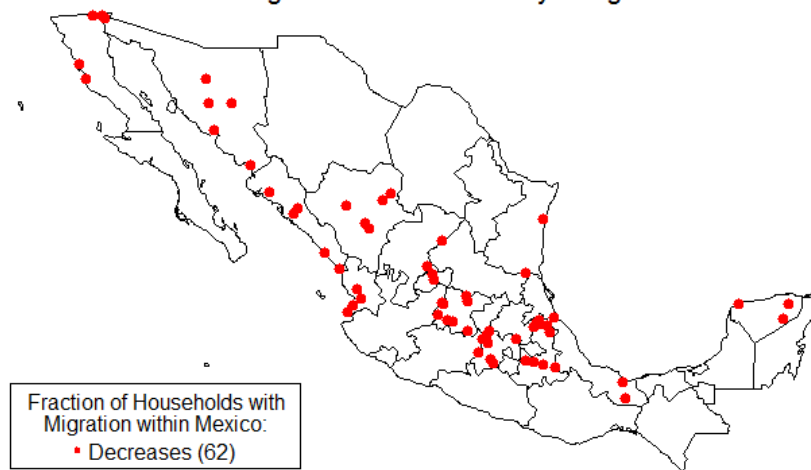 Fraction of Households with
Migration within Mexico:
Decreases (62)